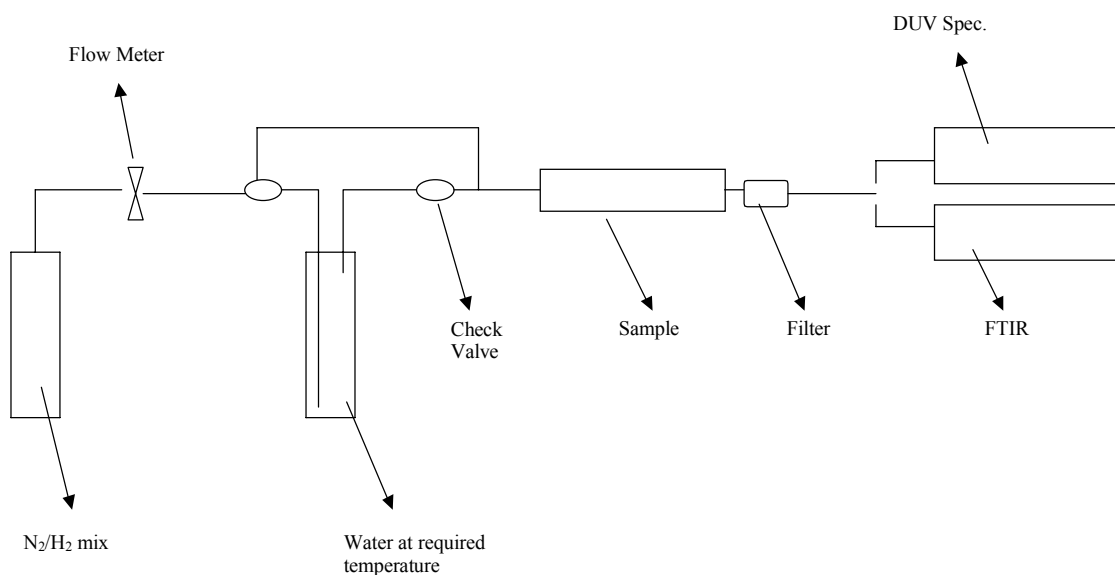 DUV Spec.
Flow Meter
Check
Valve
Sample
Filter
FTIR
N₂/H₂ mix
Water at required
temperature